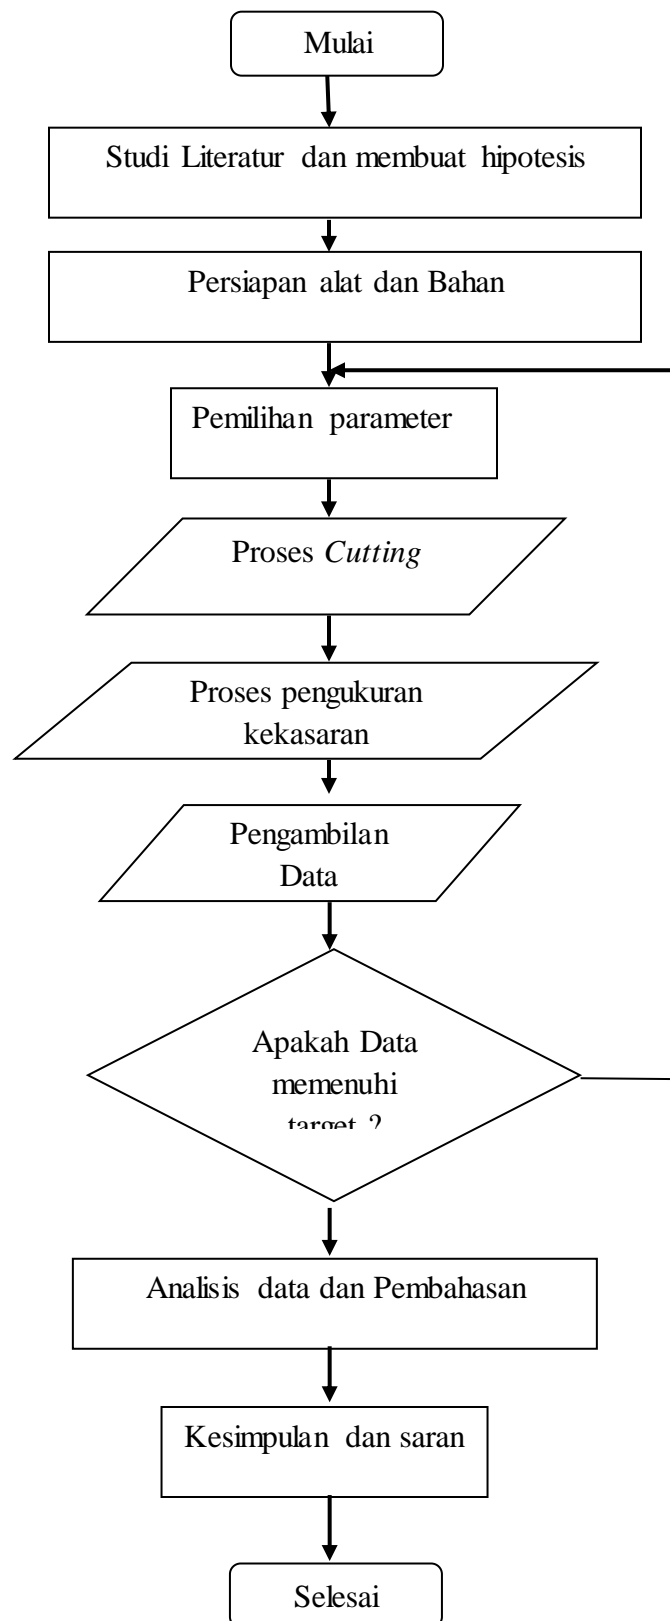 Mulai
Studi Literatur dan membuat hipotesis
Persiapan alat dan Bahan
Pemilihan parameter
Proses Cutting
Proses pengukuran
kekasaran
Pengambilan
Data
Apakah Data
memenuhi
target ?
Analisis data dan Pembahasan
Kesimpulan dan saran
Selesai